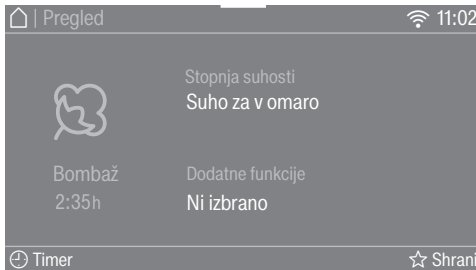 | Pregled 11:02
Stopnja suhosti
Suho za v omaro
Bombaž
2:35h
Dodatne funkcije
Ni izbrano
Timer
Shrani